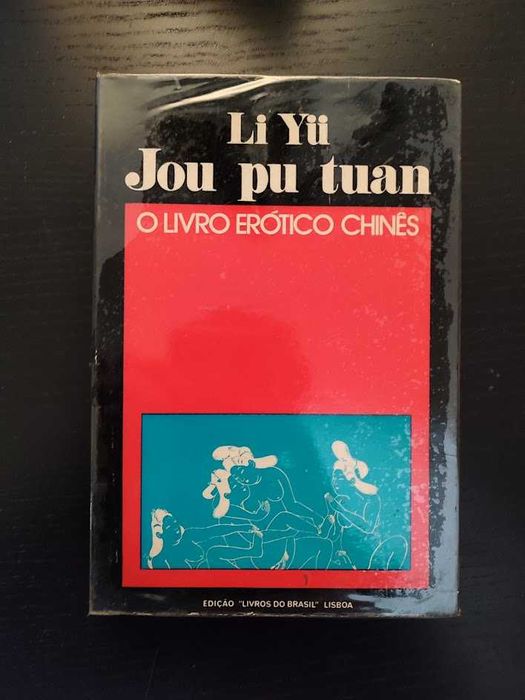 Li Yü
Jou pu tuan
O LIVRO ERÓTICO CHINÊS
EDIÇÃO "LIVROS DO BRASIL" LISBOA